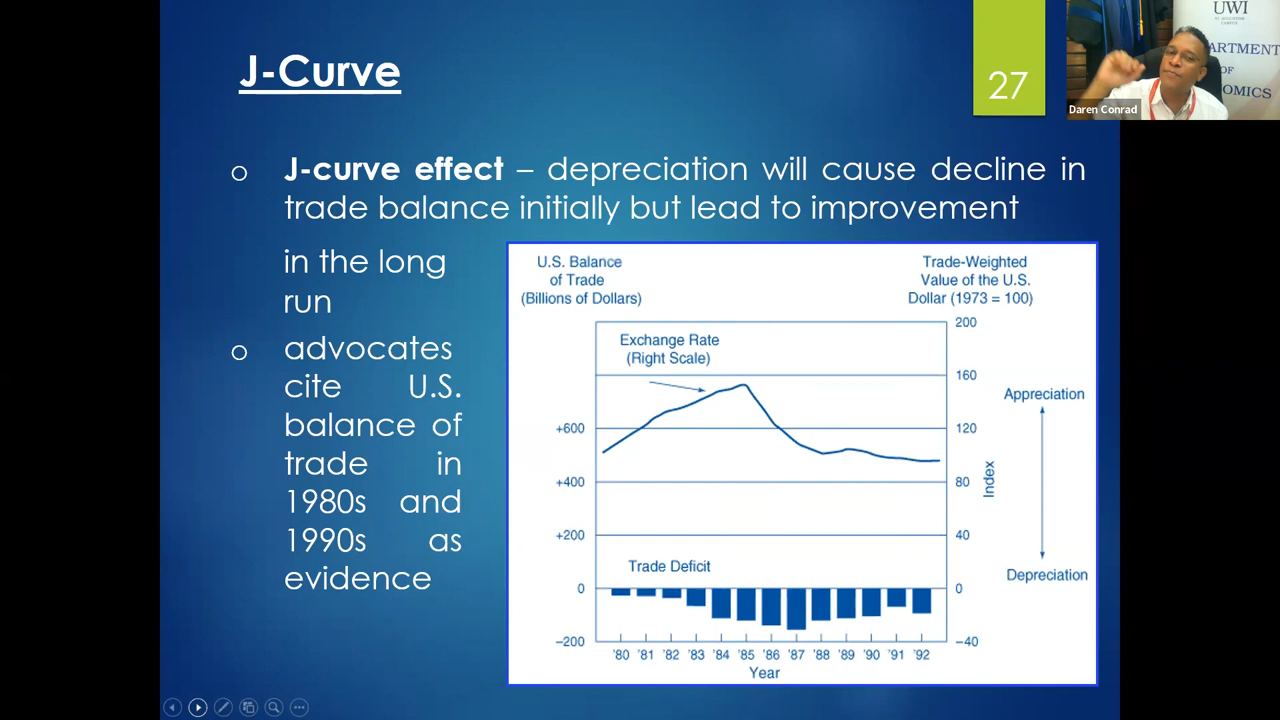 J-Curve
27
UWI
ST. AUGUSTINE
CAMPUS
ARTMENT
OF
OMICS
Daren Conrad
o J-curve effect – depreciation will cause decline in
trade balance initially but lead to improvement
in the long
run
o advocates
cite U.S.
balance of
trade in
1980s and
1990s as
evidence
U.S. Balance
of Trade
(Billions of Dollars)
Trade-Weighted
Value of the U.S.
Dollar (1973 = 100)
Exchange Rate
(Right Scale)
+600
+400
+200
0
–200
200
160
120
80
40
0
–40
Index
Appreciation
Depreciation
Trade Deficit
'80 '81 '82 '83 '84 '85 '86 '87 '88 '89 '90 '91 '92
Year